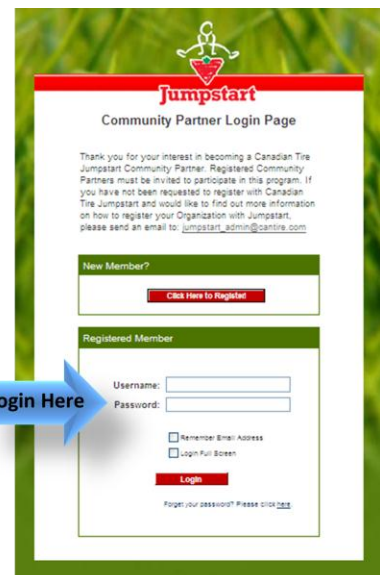 Jumpstart
Community Partner Login Page
Thank you for your interest in becoming a Canadian Tire
Jumpstart Community Partner. Registered Community
Partners must be invited to participate in this program. If
you have not been requested to register with Canadian
Tire Jumpstart and would like to find out more information
on how to register your Organization with Jumpstart,
please send an email to: jumpstart_admin@cantire.com
New Member?
Click Here to Registed
Registered Member
Username:
ogin Here
Password:
Remember Email Address
Login Full Screen
Login
Forget your password? Please click here.